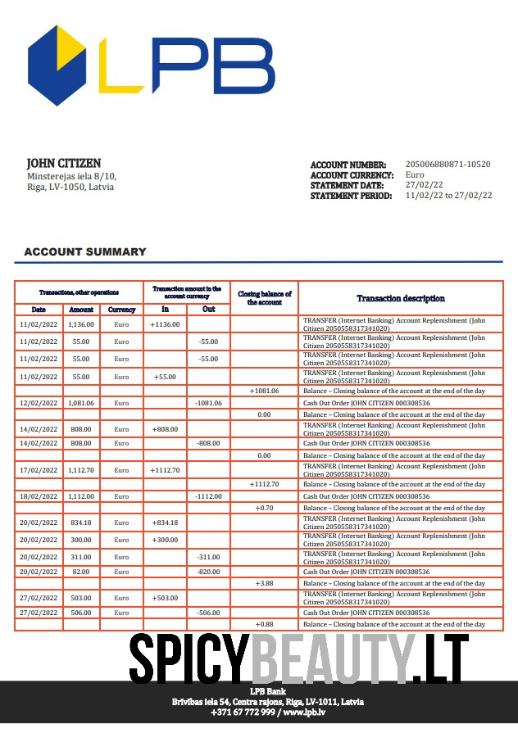 LPB
JOHN CITIZEN
Minsterejas iela 8/10,
Riga, LV-1050, Latvia
ACCOUNT NUMBER: 205006880871-10520
ACCOUNT CURRENCY: Euro
STATEMENT DATE: 27/02/22
STATEMENT PERIOD: 11/02/22 to 27/02/22
ACCOUNT SUMMARY
Transactions, other operations
Transaction amount in the
account currency
Closing balance of
the account
Transaction description
Date Amount Currency In Out
11/02/2022 1,136.00 Euro +1136.00 TRANSFER (Internet Banking) Account Replenishment (John
Citizen 2050558317341020)
11/02/2022 55.00 Euro -55.00 TRANSFER (Internet Banking) Account Replenishment (John
Citizen 2050558317341020)
11/02/2022 55.00 Euro -55.00 TRANSFER (Internet Banking) Account Replenishment (John
Citizen 2050558317341020)
11/02/2022 55.00 Euro +55.00 TRANSFER (Internet Banking) Account Replenishment (John
Citizen 2050558317341020)
+1081.06 Balance – Closing balance of the account at the end of the day
12/02/2022 1,081.06 Euro -1081.06 Cash Out Order JOHN CITIZEN 000308536
0.00 Balance – Closing balance of the account at the end of the day
14/02/2022 808.00 Euro +808.00 TRANSFER (Internet Banking) Account Replenishment (John
Citizen 2050558317341020)
14/02/2022 808.00 Euro -808.00 Cash Out Order JOHN CITIZEN 000308536
0.00 Balance – Closing balance of the account at the end of the day
17/02/2022 1,112.70 Euro +1112.70 TRANSFER (Internet Banking) Account Replenishment (John
Citizen 2050558317341020)
+1112.70 Balance – Closing balance of the account at the end of the day
18/02/2022 1,112.00 Euro -1112.00 Cash Out Order JOHN CITIZEN 000308536
+0.70 Balance – Closing balance of the account at the end of the day
20/02/2022 834.18 Euro +834.18 TRANSFER (Internet Banking) Account Replenishment (John
Citizen 2050558317341020)
20/02/2022 300.00 Euro +300.00 TRANSFER (Internet Banking) Account Replenishment (John
Citizen 2050558317341020)
20/02/2022 311.00 Euro -311.00 TRANSFER (Internet Banking) Account Replenishment (John
Citizen 2050558317341020)
20/02/2022 82.00 Euro -820.00 Cash Out Order JOHN CITIZEN 000308536
+3.88 Balance – Closing balance of the account at the end of the day
27/02/2022 503.00 Euro +503.00 TRANSFER (Internet Banking) Account Replenishment (John
Citizen 2050558317341020)
27/02/2022 506.00 Euro -506.00 Cash Out Order JOHN CITIZEN 000308536
+0.88 Balance – Closing balance of the account at the end of the day
SPICYBEAUTY.LT
LPB Bank
Brīvības iela 54, Centra rajons, Riga, LV-1011, Latvia
+371 67 772 999 / www.lpb.lv